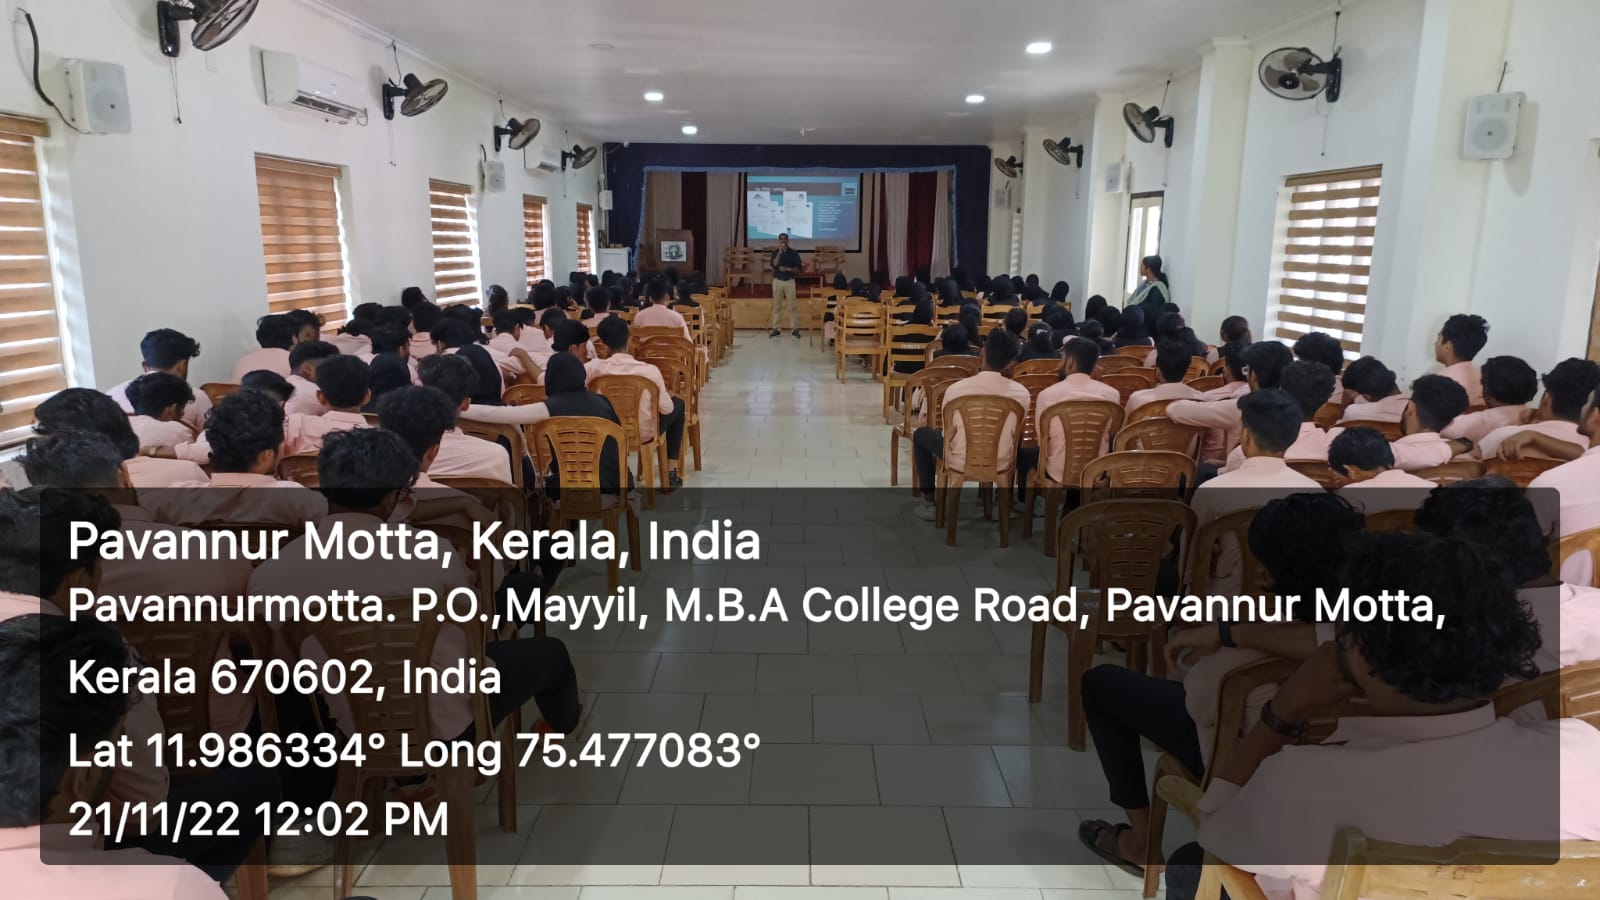 Pavannur Motta, Kerala, India
Pavannurmotta. P.O.,Mayyil, M.B.A College Road, Pavannur Motta,
Kerala 670602, India
Lat 11.986334° Long 75.477083°
21/11/22 12:02 PM